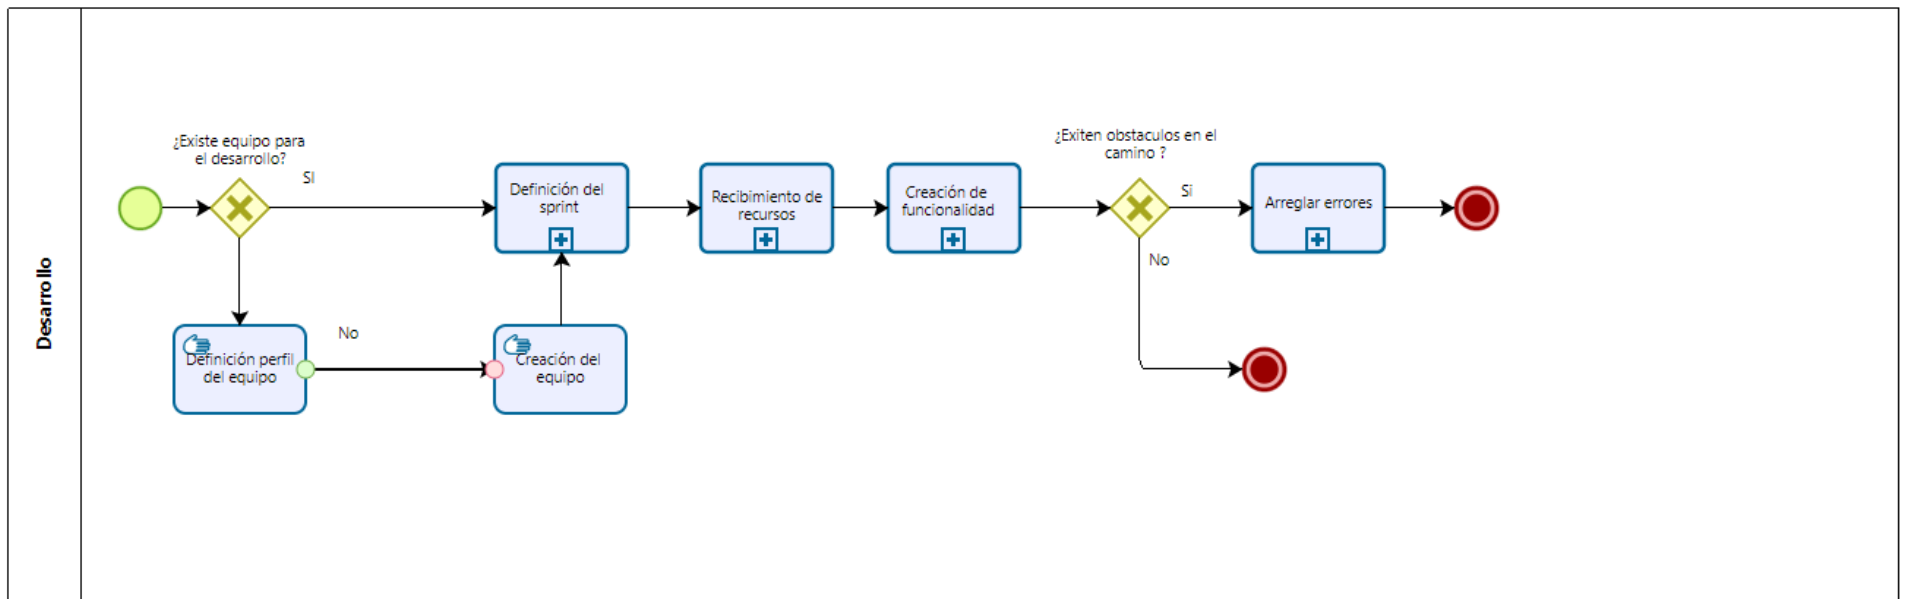 Desarrollo
¿Existe equipo para
el desarrollo?
SI
Definición del
sprint
Recibimiento de
recursos
Creación de
funcionalidad
¿Exiten obstaculos en el
camino ?
Si
Arreglar errores
No
Definición perfil
del equipo
No
Creación del
equipo